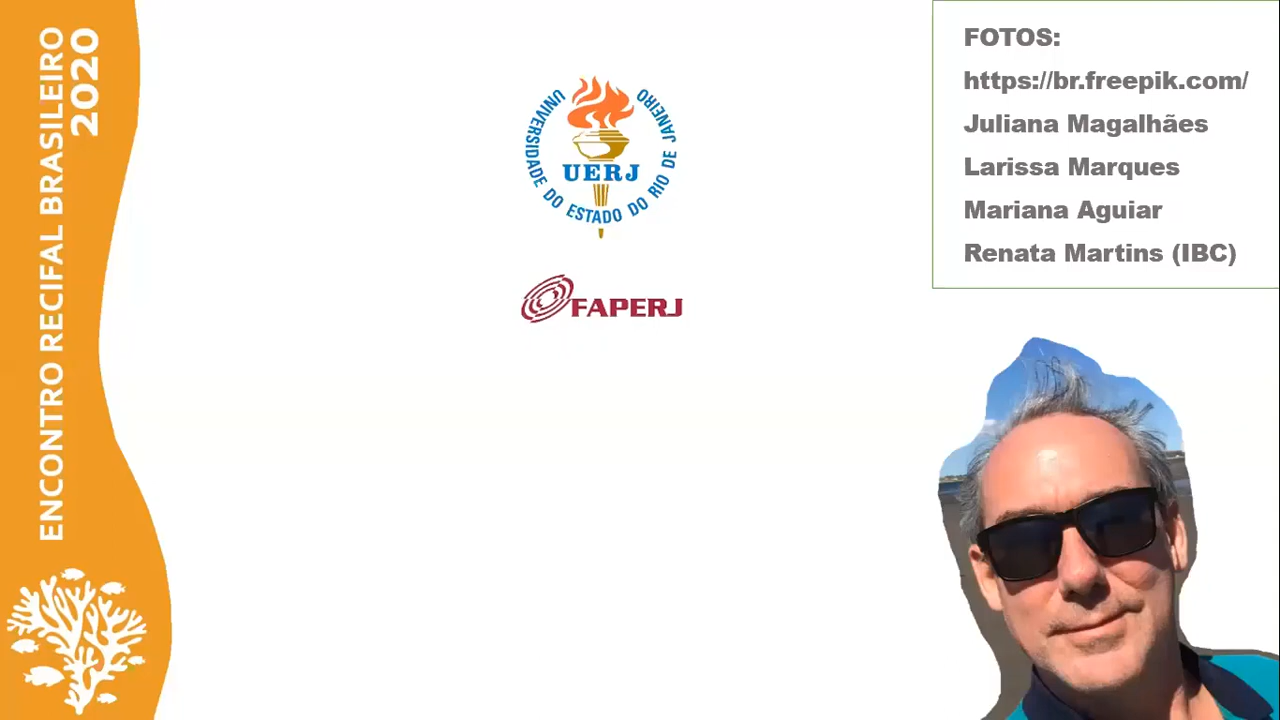 ENCONTRO RECIFAL BRASILEIRO
2020
UNIVERSIDADE DO ESTADO DO RIO DE JANEIRO
UERJ
FAPERJ
FOTOS:
https://br.freepik.com/
Juliana Magalhães
Larissa Marques
Mariana Aguiar
Renata Martins (IBC)